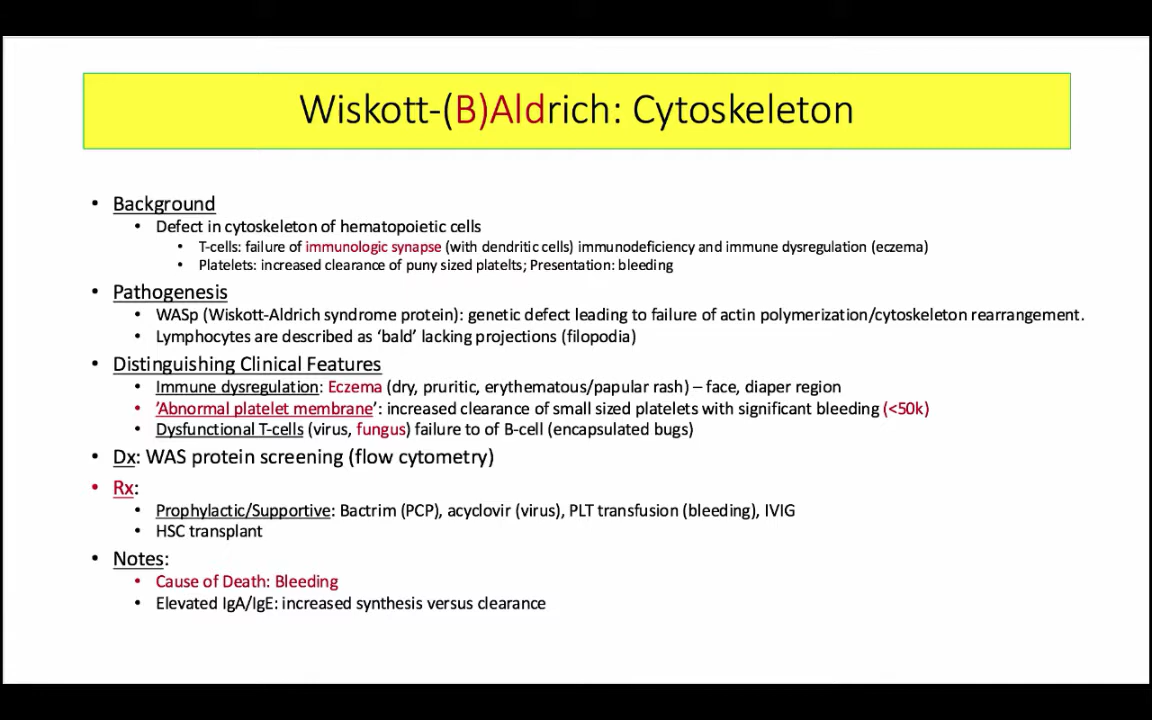 Wiskott-(B)Aldrich: Cytoskeleton
• Background
• Defect in cytoskeleton of hematopoietic cells
• T-cells: failure of immunologic synapse (with dendritic cells) immunodeficiency and immune dysregulation (eczema)
• Platelets: increased clearance of puny sized platelts; Presentation: bleeding
• Pathogenesis
• WASp (Wiskott-Aldrich syndrome protein): genetic defect leading to failure of actin polymerization/cytoskeleton rearrangement.
• Lymphocytes are described as ‘bald’ lacking projections (filopodia)
• Distinguishing Clinical Features
• Immune dysregulation: Eczema (dry, pruritic, erythematous/papular rash) – face, diaper region
• ’Abnormal platelet membrane’: increased clearance of small sized platelets with significant bleeding (<50k)
• Dysfunctional T-cells (virus, fungus) failure to of B-cell (encapsulated bugs)
• Dx: WAS protein screening (flow cytometry)
• Rx:
• Prophylactic/Supportive: Bactrim (PCP), acyclovir (virus), PLT transfusion (bleeding), IVIG
• HSC transplant
• Notes:
• Cause of Death: Bleeding
• Elevated IgA/IgE: increased synthesis versus clearance